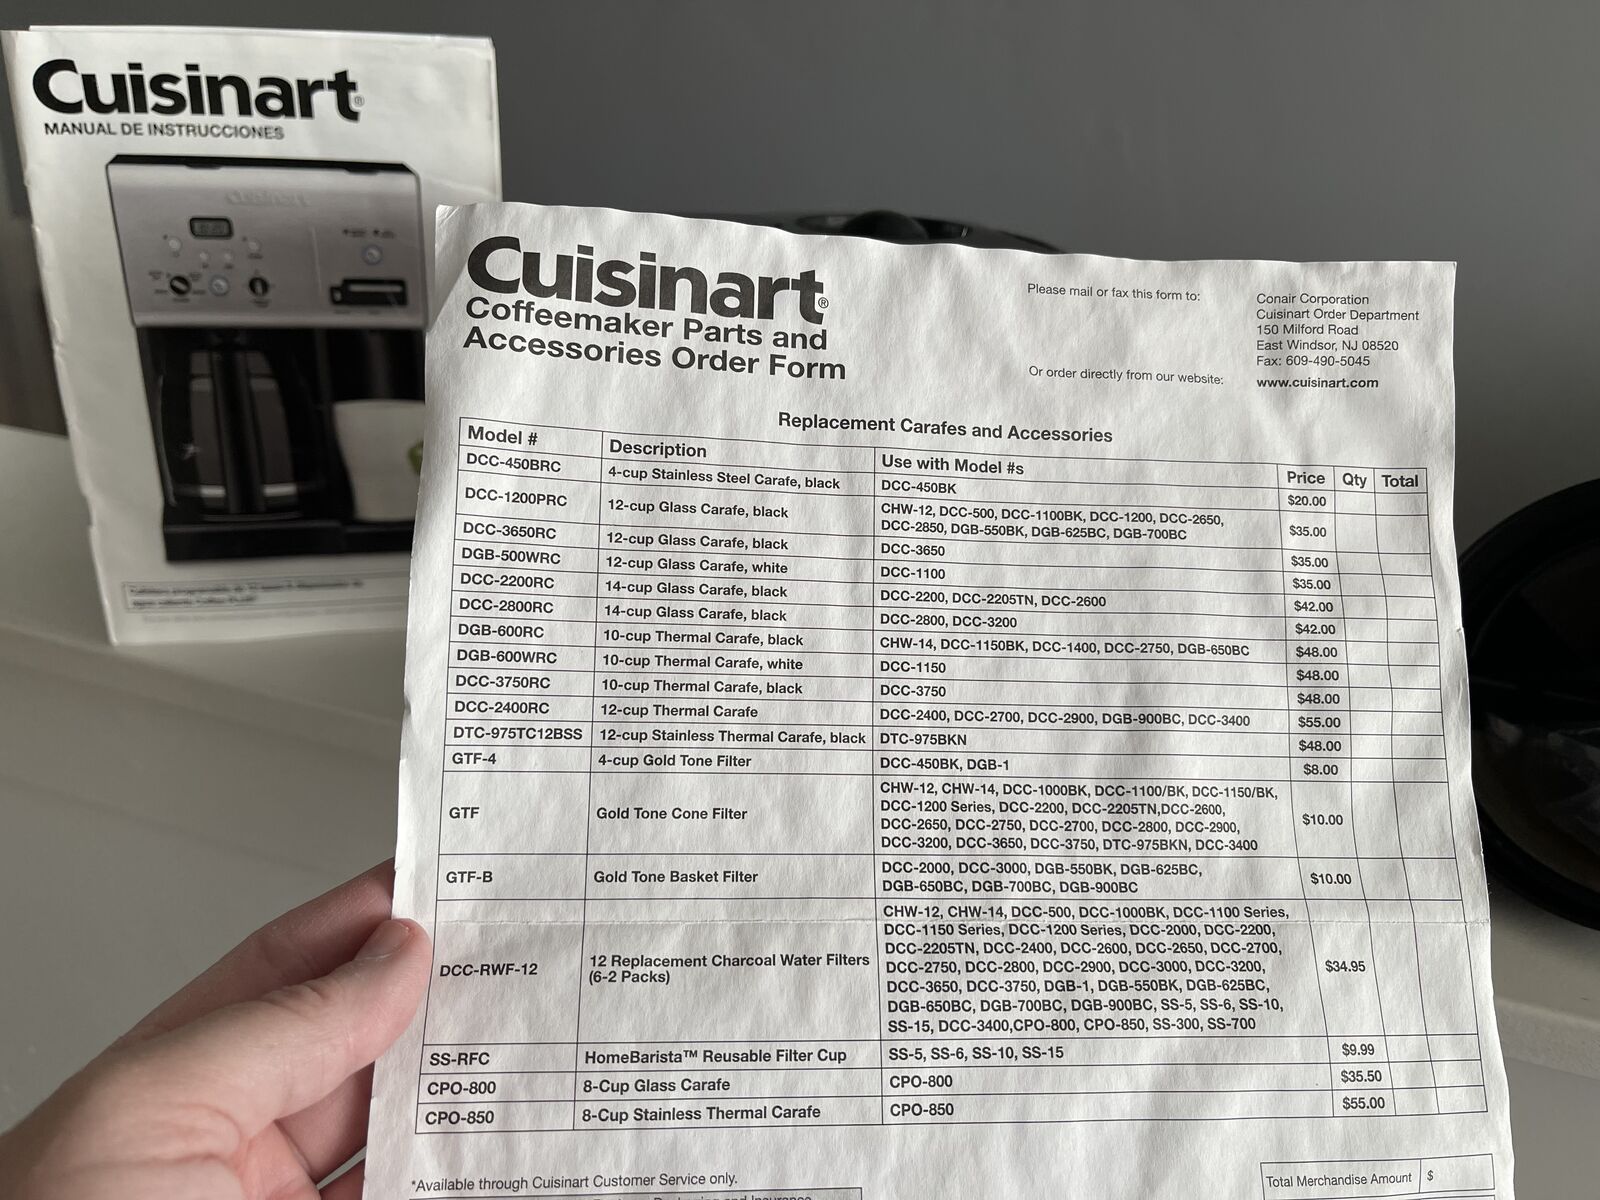 Cuisinart®
MANUAL DE INSTRUCCIONES
Cuisinart
Cuisinart®
Coffeemaker Parts and
Accessories Order Form
Please mail or fax this form to:
Conair Corporation
Cuisinart Order Department
150 Milford Road
East Windsor, NJ 08520
Fax: 609-490-5045
Or order directly from our website:
www.cuisinart.com
Replacement Carafes and Accessories
Model # Description Use with Model #s Price Qty Total
DCC-450BRC 4-cup Stainless Steel Carafe, black DCC-450BK $20.00
DCC-1200PRC 12-cup Glass Carafe, black CHW-12, DCC-500, DCC-1100BK, DCC-1200, DCC-2650,
DCC-2850, DGB-550BK, DGB-625BC, DGB-700BC $35.00
DCC-3650RC 12-cup Glass Carafe, black DCC-3650 $35.00
DGB-500WRC 12-cup Glass Carafe, white DCC-1100 $35.00
DCC-2200RC 14-cup Glass Carafe, black DCC-2200, DCC-2205TN, DCC-2600 $42.00
DCC-2800RC 14-cup Glass Carafe, black DCC-2800, DCC-3200 $42.00
DGB-600RC 10-cup Thermal Carafe, black CHW-14, DCC-1150BK, DCC-1400, DCC-2750, DGB-650BC $48.00
DGB-600WRC 10-cup Thermal Carafe, white DCC-1150 $48.00
DCC-3750RC 10-cup Thermal Carafe, black DCC-3750 $48.00
DCC-2400RC 12-cup Thermal Carafe DCC-2400, DCC-2700, DCC-2900, DGB-900BC, DCC-3400 $55.00
DTC-975TC12BSS 12-cup Stainless Thermal Carafe, black DTC-975BKN $48.00
GTF-4 4-cup Gold Tone Filter DCC-450BK, DGB-1 $8.00
GTF Gold Tone Cone Filter CHW-12, CHW-14, DCC-1000BK, DCC-1100/BK, DCC-1150/BK,
DCC-1200 Series, DCC-2200, DCC-2205TN,DCC-2600,
DCC-2650, DCC-2750, DCC-2700, DCC-2800, DCC-2900,
DCC-3200, DCC-3650, DCC-3750, DTC-975BKN, DCC-3400 $10.00
GTF-B Gold Tone Basket Filter DCC-2000, DCC-3000, DGB-550BK, DGB-625BC,
DGB-650BC, DGB-700BC, DGB-900BC $10.00
DCC-RWF-12 12 Replacement Charcoal Water Filters
(6-2 Packs) CHW-12, CHW-14, DCC-500, DCC-1000BK, DCC-1100 Series,
DCC-1150 Series, DCC-1200 Series, DCC-2000, DCC-2200,
DCC-2205TN, DCC-2400, DCC-2600, DCC-2650, DCC-2700,
DCC-2750, DCC-2800, DCC-2900, DCC-3000, DCC-3200,
DCC-3650, DCC-3750, DGB-1, DGB-550BK, DGB-625BC,
DGB-650BC, DGB-700BC, DGB-900BC, SS-5, SS-6, SS-10,
SS-15, DCC-3400,CPO-800, CPO-850, SS-300, SS-700 $34.95
SS-RFC HomeBarista™ Reusable Filter Cup SS-5, SS-6, SS-10, SS-15 $9.99
CPO-800 8-Cup Glass Carafe CPO-800 $35.50
CPO-850 8-Cup Stainless Thermal Carafe CPO-850 $55.00
*Available through Cuisinart Customer Service only.
Total Merchandise Amount $